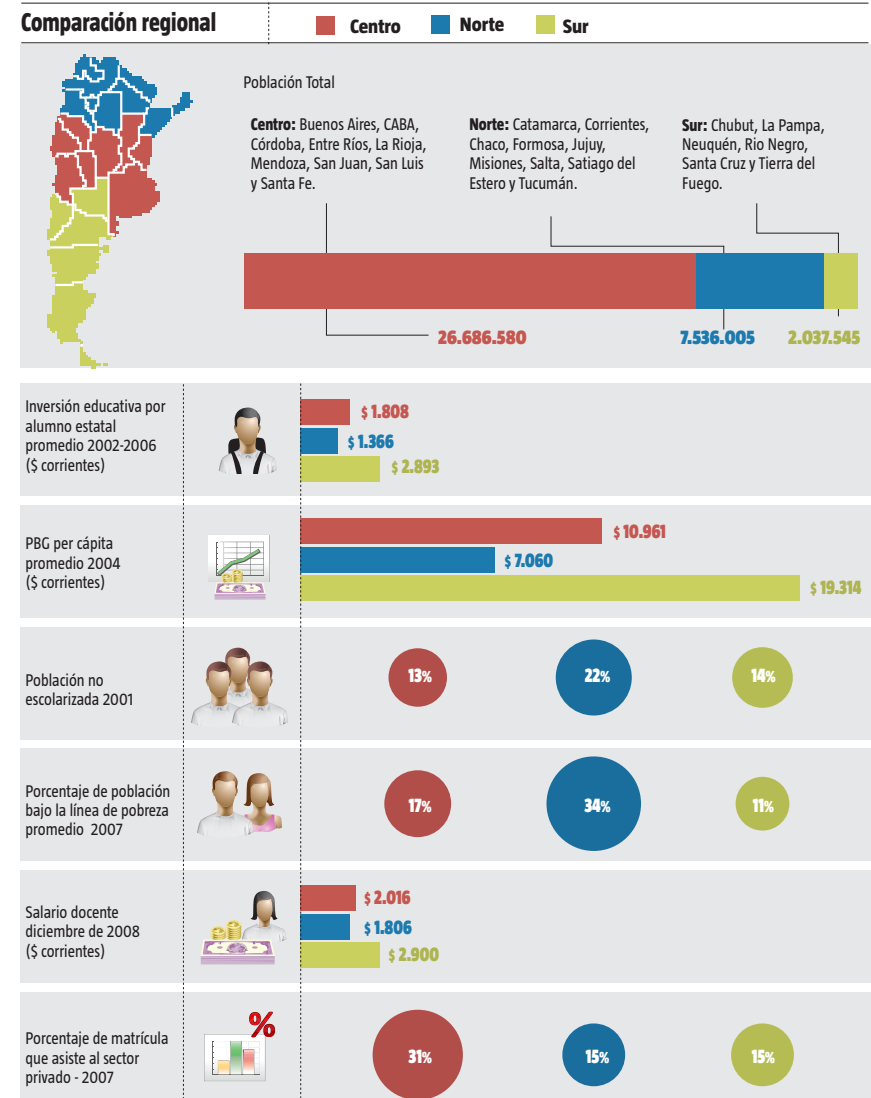 Comparación regional
Centro Norte Sur
Población Total
Centro: Buenos Aires, CABA,
Córdoba, Entre Ríos, La Rioja,
Mendoza, San Juan, San Luis
y Santa Fe.
Norte: Catamarca, Corrientes,
Chaco, Formosa, Jujuy,
Misiones, Salta, Satiago del
Estero y Tucumán.
Sur: Chubut, La Pampa,
Neuquén, Rio Negro,
Santa Cruz y Tierra del
Fuego.
26.686.580 7.536.005 2.037.545
Inversión educativa por
alumno estatal
promedio 2002-2006
($ corrientes)
$ 1.808
$ 1.366
$ 2.893
PBG per cápita
promedio 2004
($ corrientes)
$ 10.961
$ 7.060
$ 19.314
Población no
escolarizada 2001
13% 22% 14%
Porcentaje de población
bajo la línea de pobreza
promedio 2007
17% 34% 11%
Salario docente
diciembre de 2008
($ corrientes)
$ 2.016
$ 1.806
$ 2.900
Porcentaje de matrícula
que asiste al sector
privado - 2007
%
31% 15% 15%